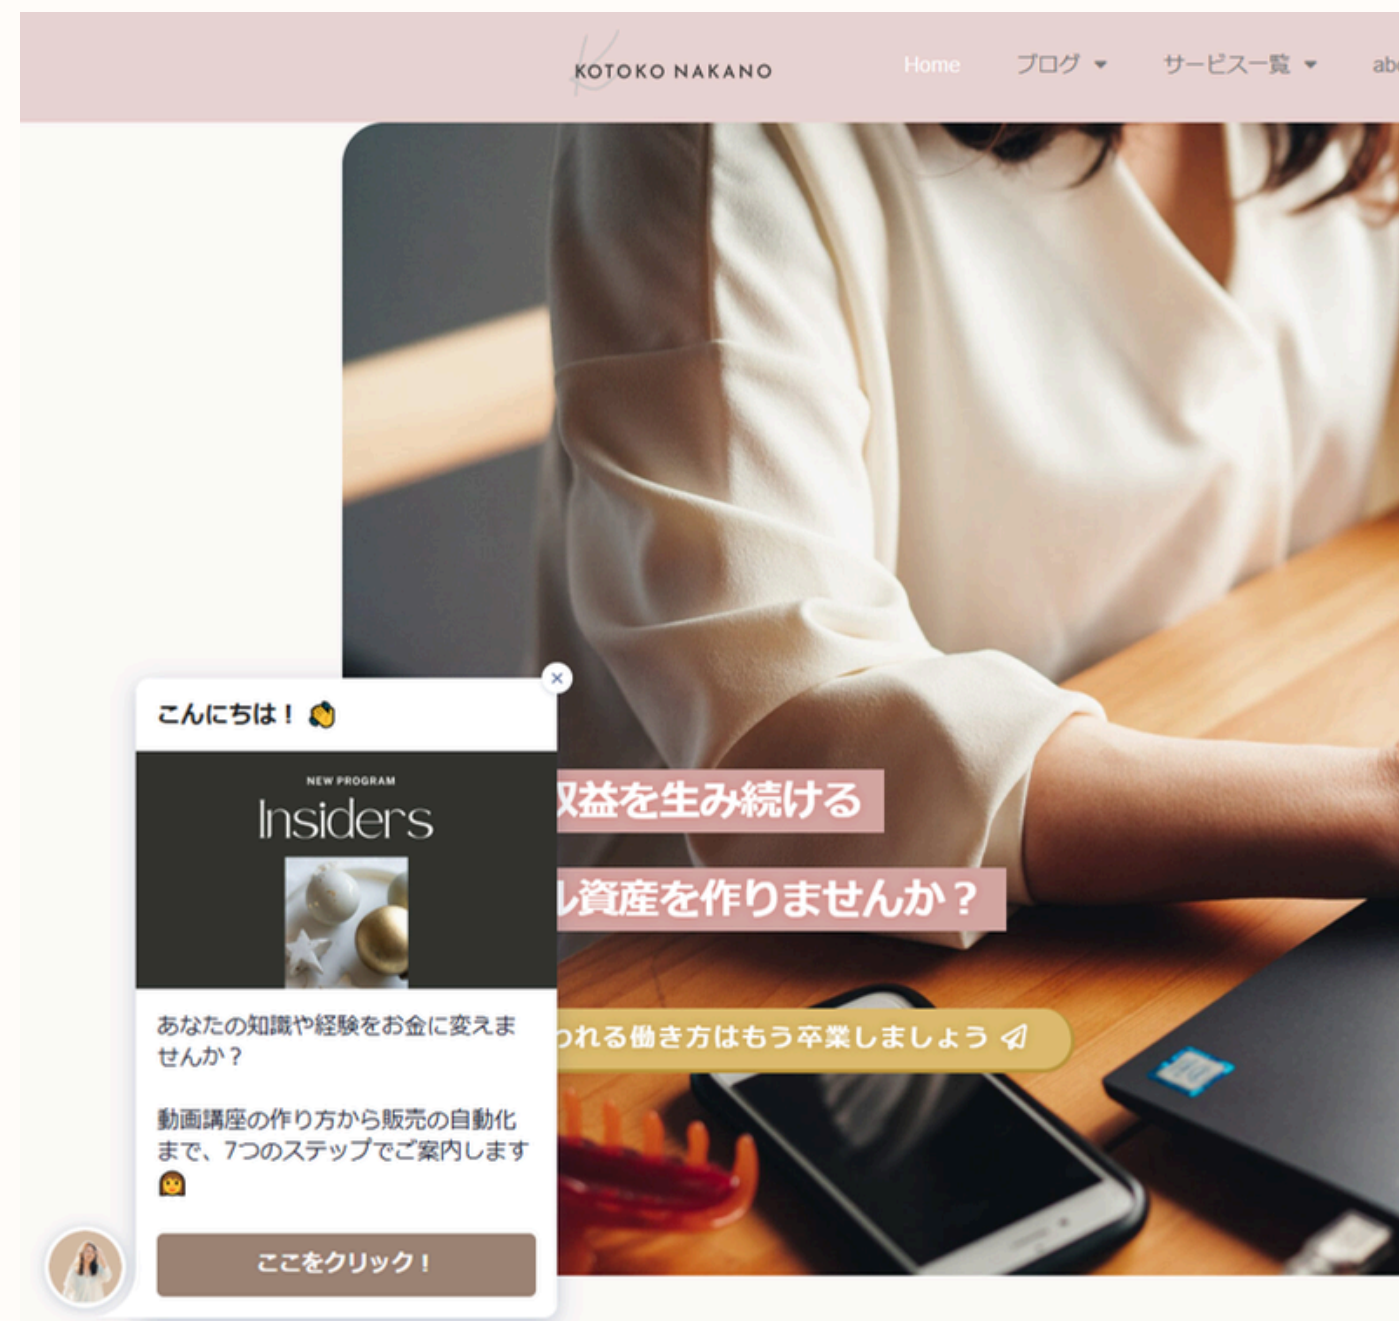 KOTOKO NAKANO
Home
ブログ
サービス一覧
こんにちは！
NEW PROGRAM
Insiders
収益を生み続ける
ル資産を作りませんか？
われる働き方はもう卒業しましょう
あなたの知識や経験をお金に変えま
せんか？
動画講座の作り方から販売の自動化
まで、7つのステップでご案内します
ここをクリック！